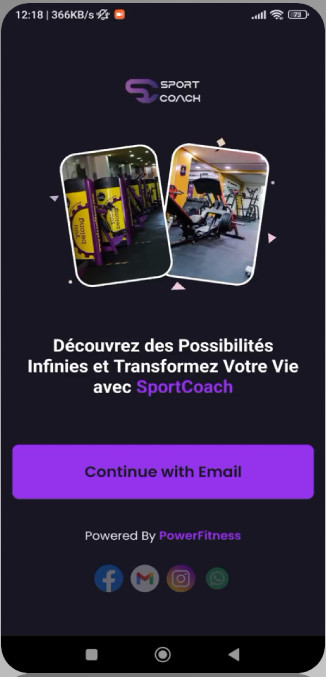 12:18 | 366KB/s
73
SPORT
COACH
Découvrez des Possibilités
Infinies et Transformez Votre Vie
avec SportCoach
Continue with Email
Powered By PowerFitness